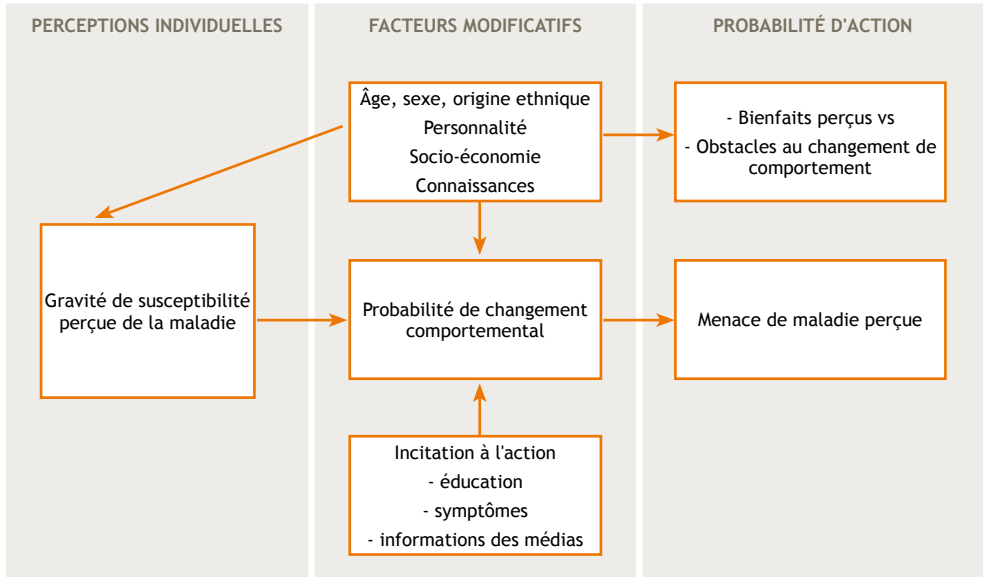 PERCEPTIONS INDIVIDUELLES
FACTEURS MODIFICATIFS
PROBABILITÉ D'ACTION
Âge, sexe, origine ethnique
Personnalité
Socio-économie
Connaissances
- Bienfaits perçus vs
- Obstacles au changement de
comportement
Gravité de susceptibilité
perçue de la maladie
Probabilité de changement
comportemental
Menace de maladie perçue
Incitation à l'action
- éducation
- symptômes
- informations des médias